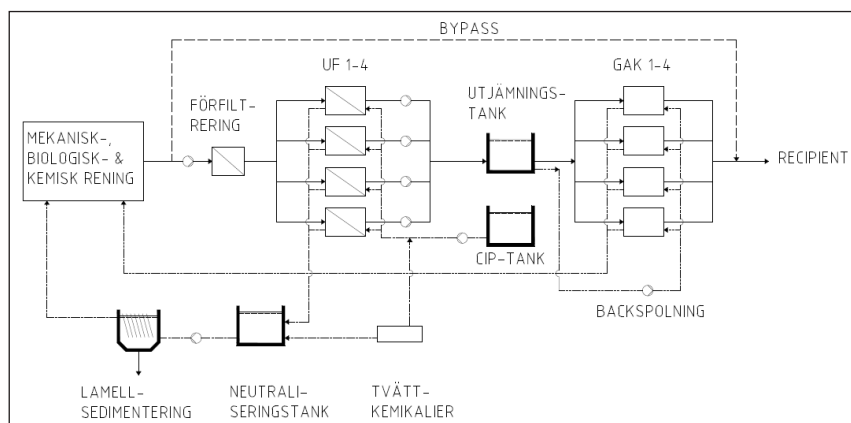 BYPASS
UF 1-4
GAK 1-4
FÖRFILT-
RERING
UTJÄMNINGS-
TANK
MEKANISK-,
BIOLOGISK- &
KEMISK RENING
RECIPIENT
CIP-TANK
BACKSPOLNING
LAMELL-
SEDIMENTERING
NEUTRALI-
SERINGSTANK
TVÄTT-
KEMIKALIER